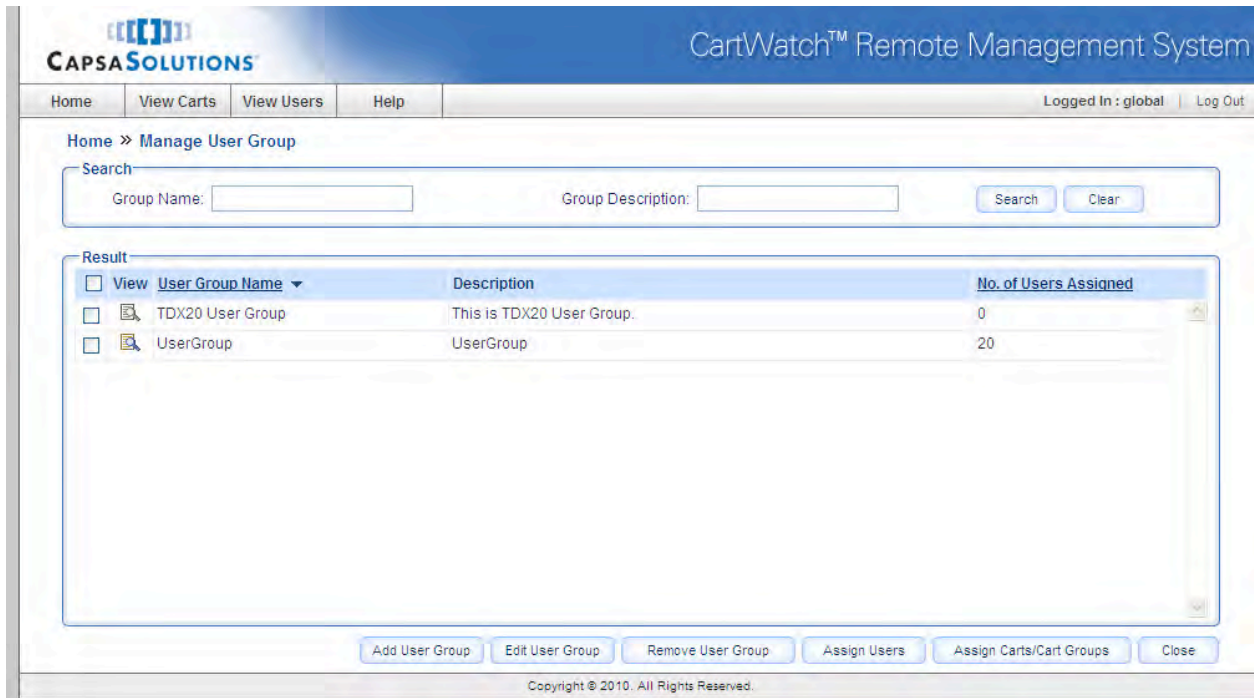 CAPSA SOLUTIONS
CartWatch™ Remote Management System
Home View Carts View Users Help Logged In : global | Log Out
Home » Manage User Group
Search
Group Name: Group Description: Search Clear
Result
View User Group Name Description No. of Users Assigned
TDX20 User Group This is TDX20 User Group. 0
UserGroup UserGroup 20
Add User Group Edit User Group Remove User Group Assign Users Assign Carts/Cart Groups Close
Copyright © 2010. All Rights Reserved.